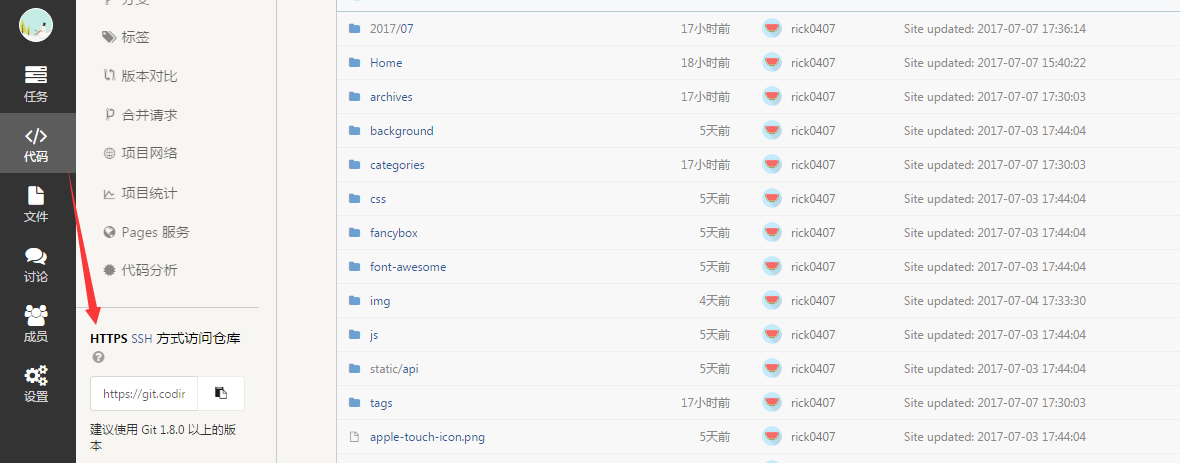 任务
代码
文件
讨论
成员
设置
分支
标签
版本对比
合并请求
项目网络
项目统计
Pages 服务
代码分析
HTTPS SSH 方式访问仓库
https://git.codir
建议使用 Git 1.8.0 以上的版
本
2017/07 17小时前 rick0407 Site updated: 2017-07-07 17:36:14
Home 18小时前 rick0407 Site updated: 2017-07-07 15:40:22
archives 17小时前 rick0407 Site updated: 2017-07-07 17:30:03
background 5天前 rick0407 Site updated: 2017-07-03 17:44:04
categories 17小时前 rick0407 Site updated: 2017-07-07 17:30:03
css 5天前 rick0407 Site updated: 2017-07-03 17:44:04
fancybox 5天前 rick0407 Site updated: 2017-07-03 17:44:04
font-awesome 5天前 rick0407 Site updated: 2017-07-03 17:44:04
img 4天前 rick0407 Site updated: 2017-07-04 17:33:30
js 5天前 rick0407 Site updated: 2017-07-03 17:44:04
static/api 5天前 rick0407 Site updated: 2017-07-03 17:44:04
tags 17小时前 rick0407 Site updated: 2017-07-07 17:30:03
apple-touch-icon.png 5天前 rick0407 Site updated: 2017-07-03 17:44:04